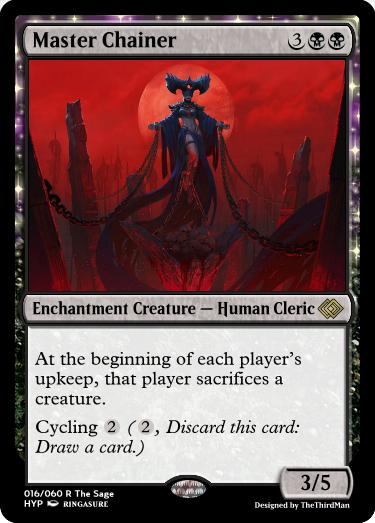 Master Chainer 3
Enchantment Creature — Human Cleric
At the beginning of each player's
upkeep, that player sacrifices a
creature.
Cycling 2 ( 2, Discard this card:
Draw a card.)
3/5
016/060 R The Sage
HYP RINGASURE
Designed by TheThirdMan